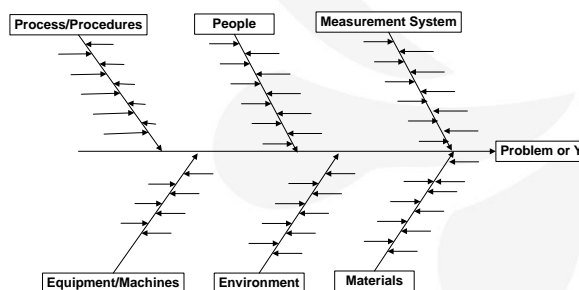 Process/Procedures
People
Measurement System
Problem or Y
Equipment/Machines
Environment
Materials